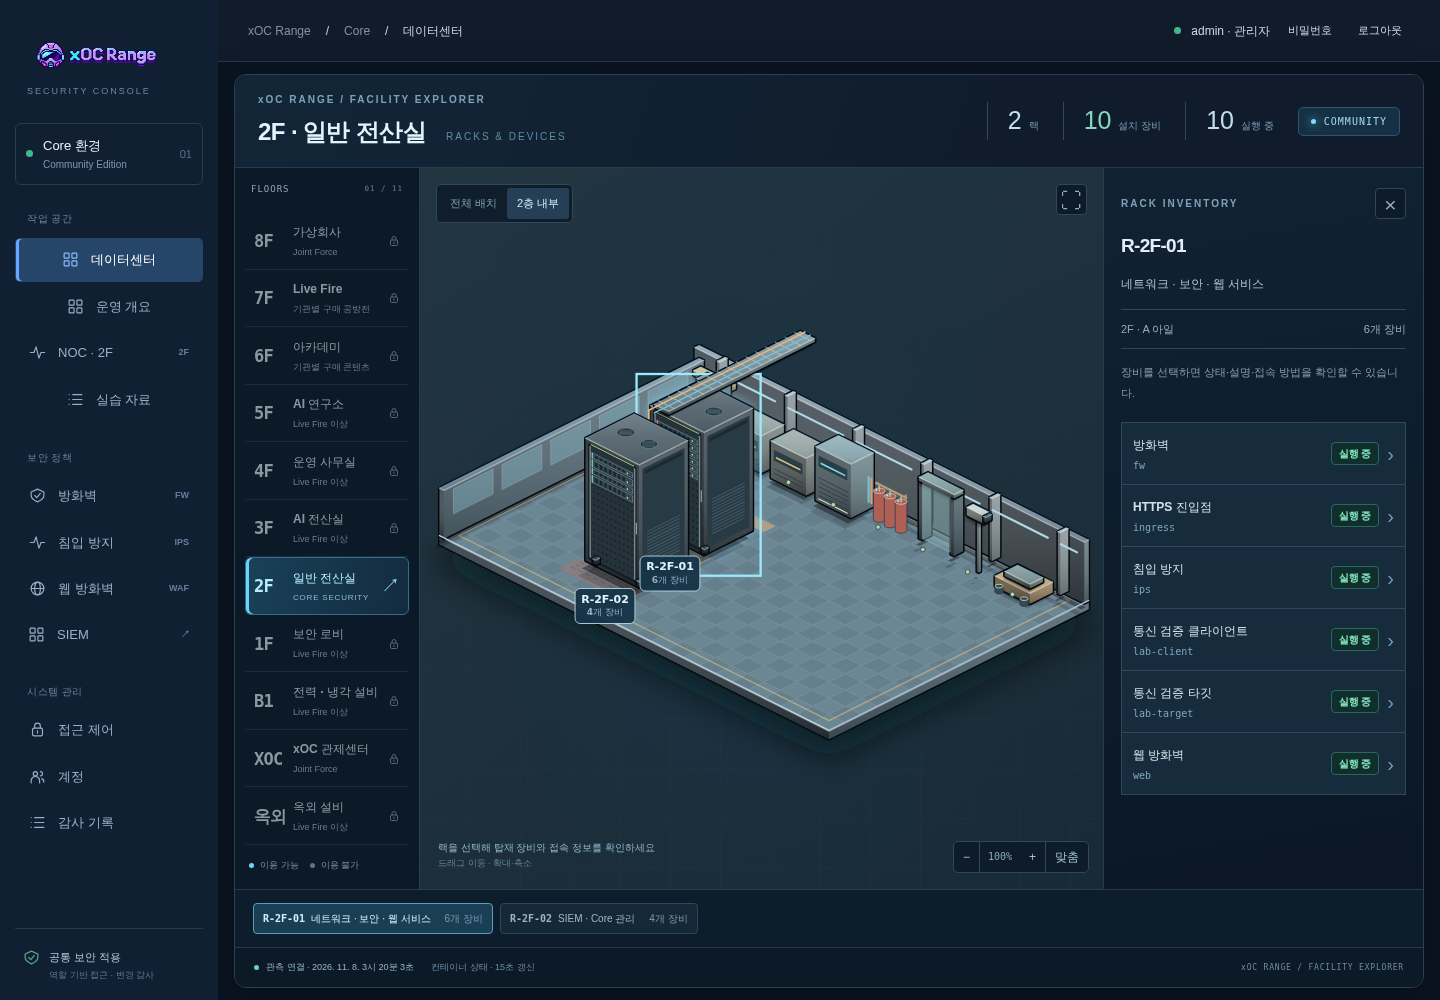 xOC Range
SECURITY CONSOLE
Core 환경
Community Edition
01
작업 공간
데이터센터
운영 개요
NOC · 2F
2F
실습 자료
보안 정책
방화벽
FW
침입 방지
IPS
웹 방화벽
WAF
SIEM
↗
시스템 관리
접근 제어
계정
감사 기록
공통 보안 적용
역할 기반 접근 · 변경 감사
xOC Range / Core / 데이터센터
admin · 관리자
비밀번호
로그아웃
xOC RANGE / FACILITY EXPLORER
2F · 일반 전산실
RACKS & DEVICES
2 랙
10 설치 장비
10 실행 중
COMMUNITY
FLOORS
01 / 11
8F
가상회사
Joint Force
7F
Live Fire
기관별 구매 공방전
6F
아카데미
기관별 구매 콘텐츠
5F
AI 연구소
Live Fire 이상
4F
운영 사무실
Live Fire 이상
3F
AI 전산실
Live Fire 이상
2F
일반 전산실
CORE SECURITY
↗
1F
보안 로비
Live Fire 이상
B1
전력 · 냉각 설비
Live Fire 이상
XOC
xOC 관제센터
Joint Force
옥외
옥외 설비
Live Fire 이상
이용 가능
이용 불가
전체 배치
2층 내부
R-2F-01
6개 장비
R-2F-02
4개 장비
랙을 선택해 탑재 장비와 접속 정보를 확인하세요
드래그 이동 · 확대·축소
−
100%
+
맞춤
RACK INVENTORY
×
R-2F-01
네트워크 · 보안 · 웹 서비스
2F · A 아일
6개 장비
장비를 선택하면 상태·설명·접속 방법을 확인할 수 있습니
다.
방화벽
fw
실행 중
HTTPS 진입점
ingress
실행 중
침입 방지
ips
실행 중
통신 검증 클라이언트
lab-client
실행 중
통신 검증 타깃
lab-target
실행 중
웹 방화벽
web
실행 중
R-2F-01 네트워크 · 보안 · 웹 서비스 6개 장비
R-2F-02 SIEM · Core 관리 4개 장비
관측 연결 · 2026. 11. 8. 3시 20분 3초
컨테이너 상태 · 15초 갱신
xOC RANGE / FACILITY EXPLORER